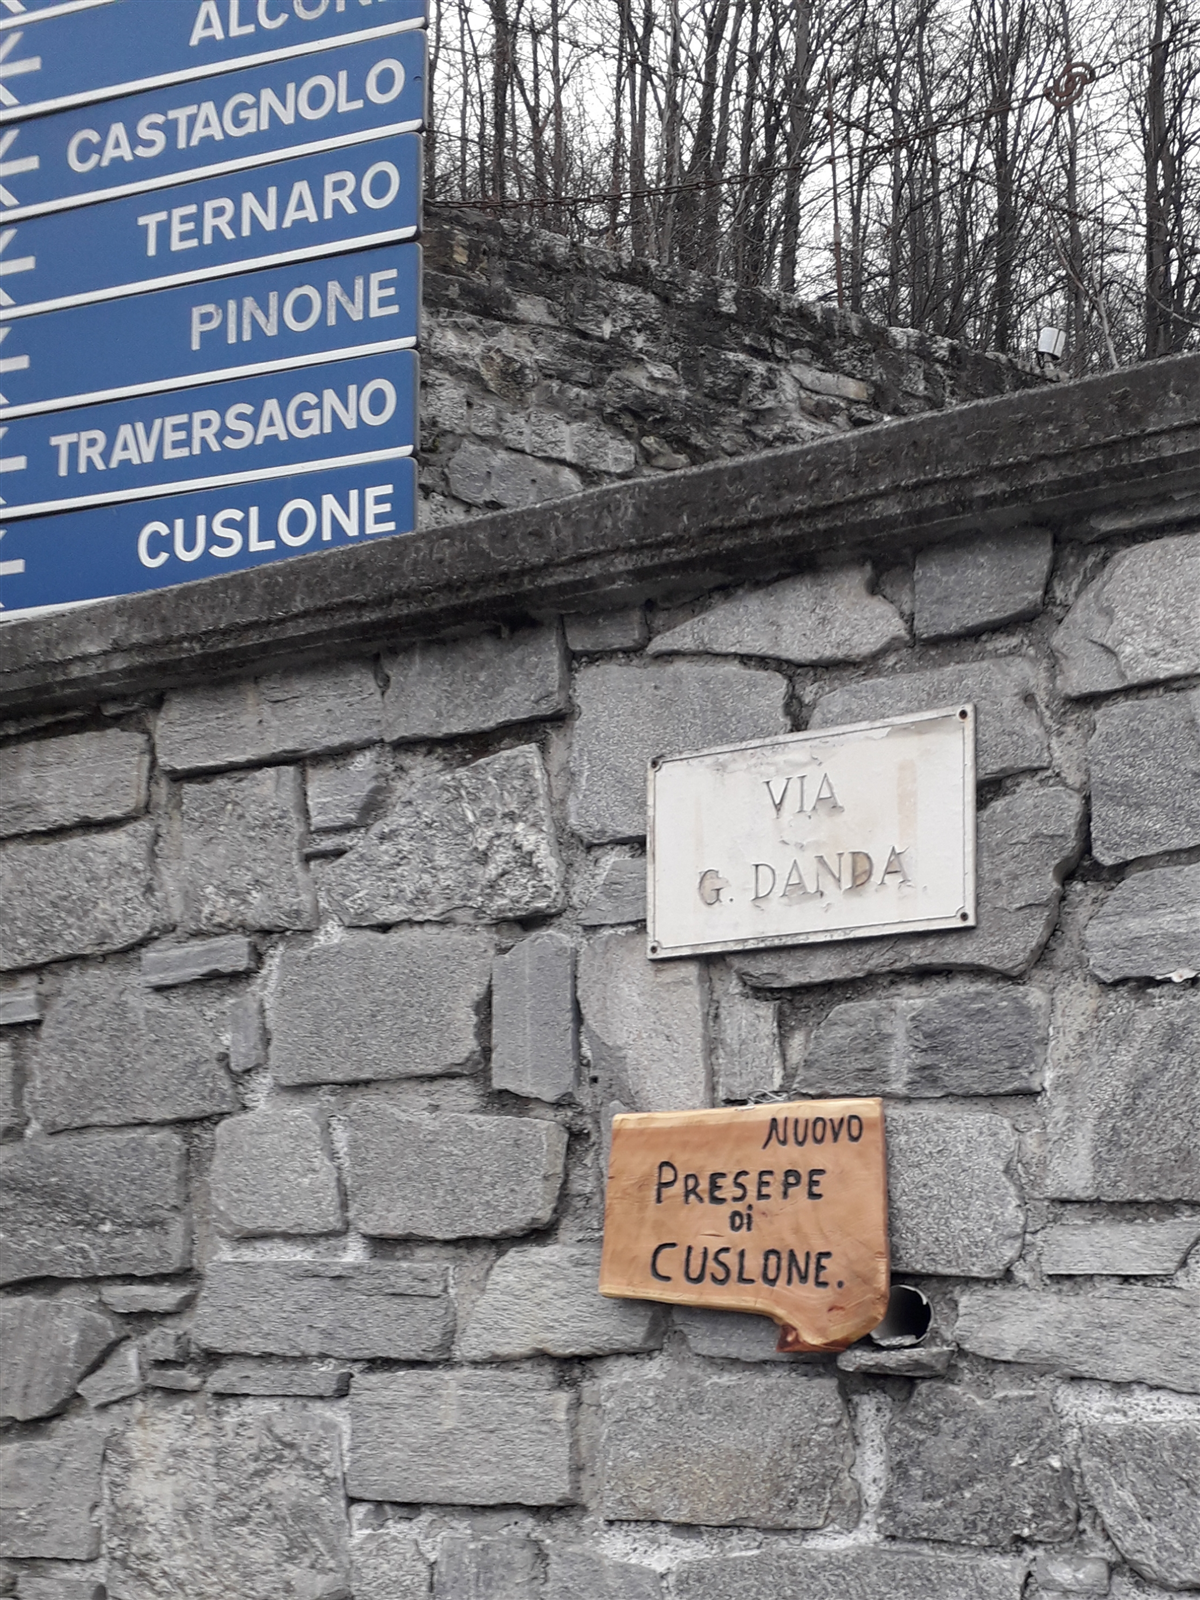 CASTAGNOLO
TERNARO
PINONE
TRAVERSAGNO
CUSLONE
VIA
G. DANDA
NUOVO
PRESEPE
Di
CUSLONE.